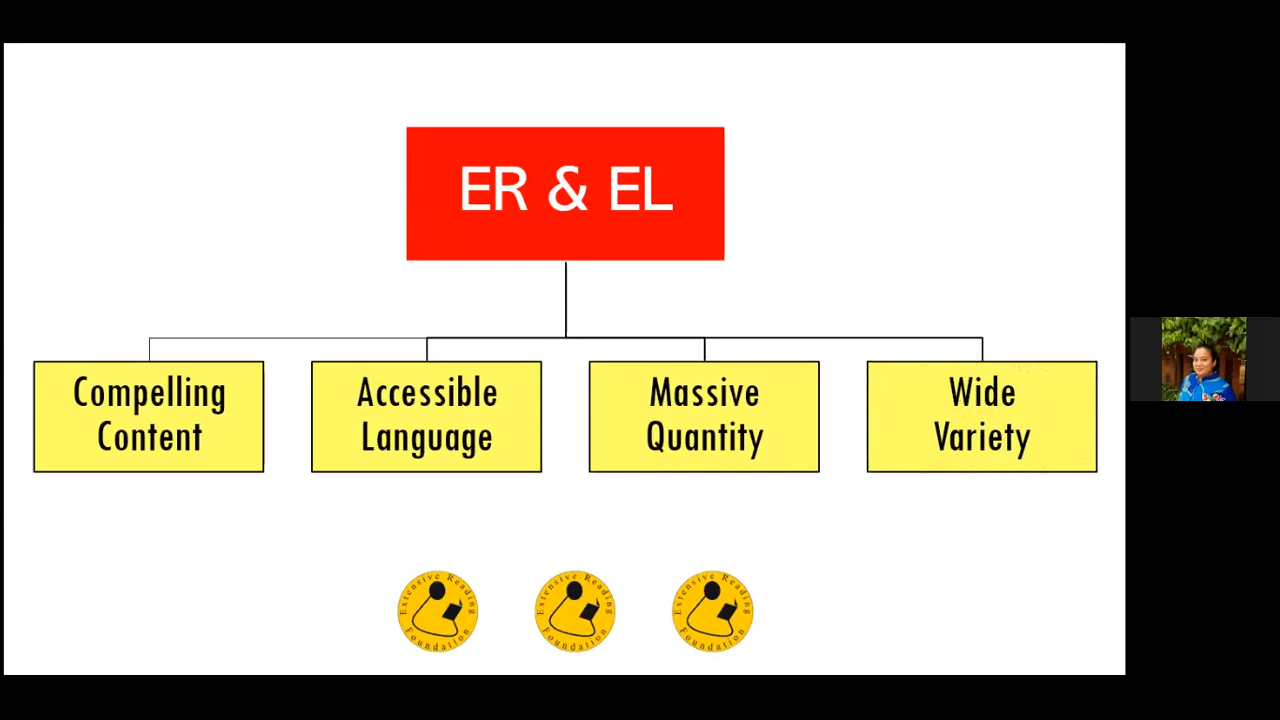 ER & EL
Compelling
Content
Accessible
Language
Massive
Quantity
Wide
Variety
Extensive Reading
Foundation
Extensive Reading
Foundation
Extensive Reading
Foundation